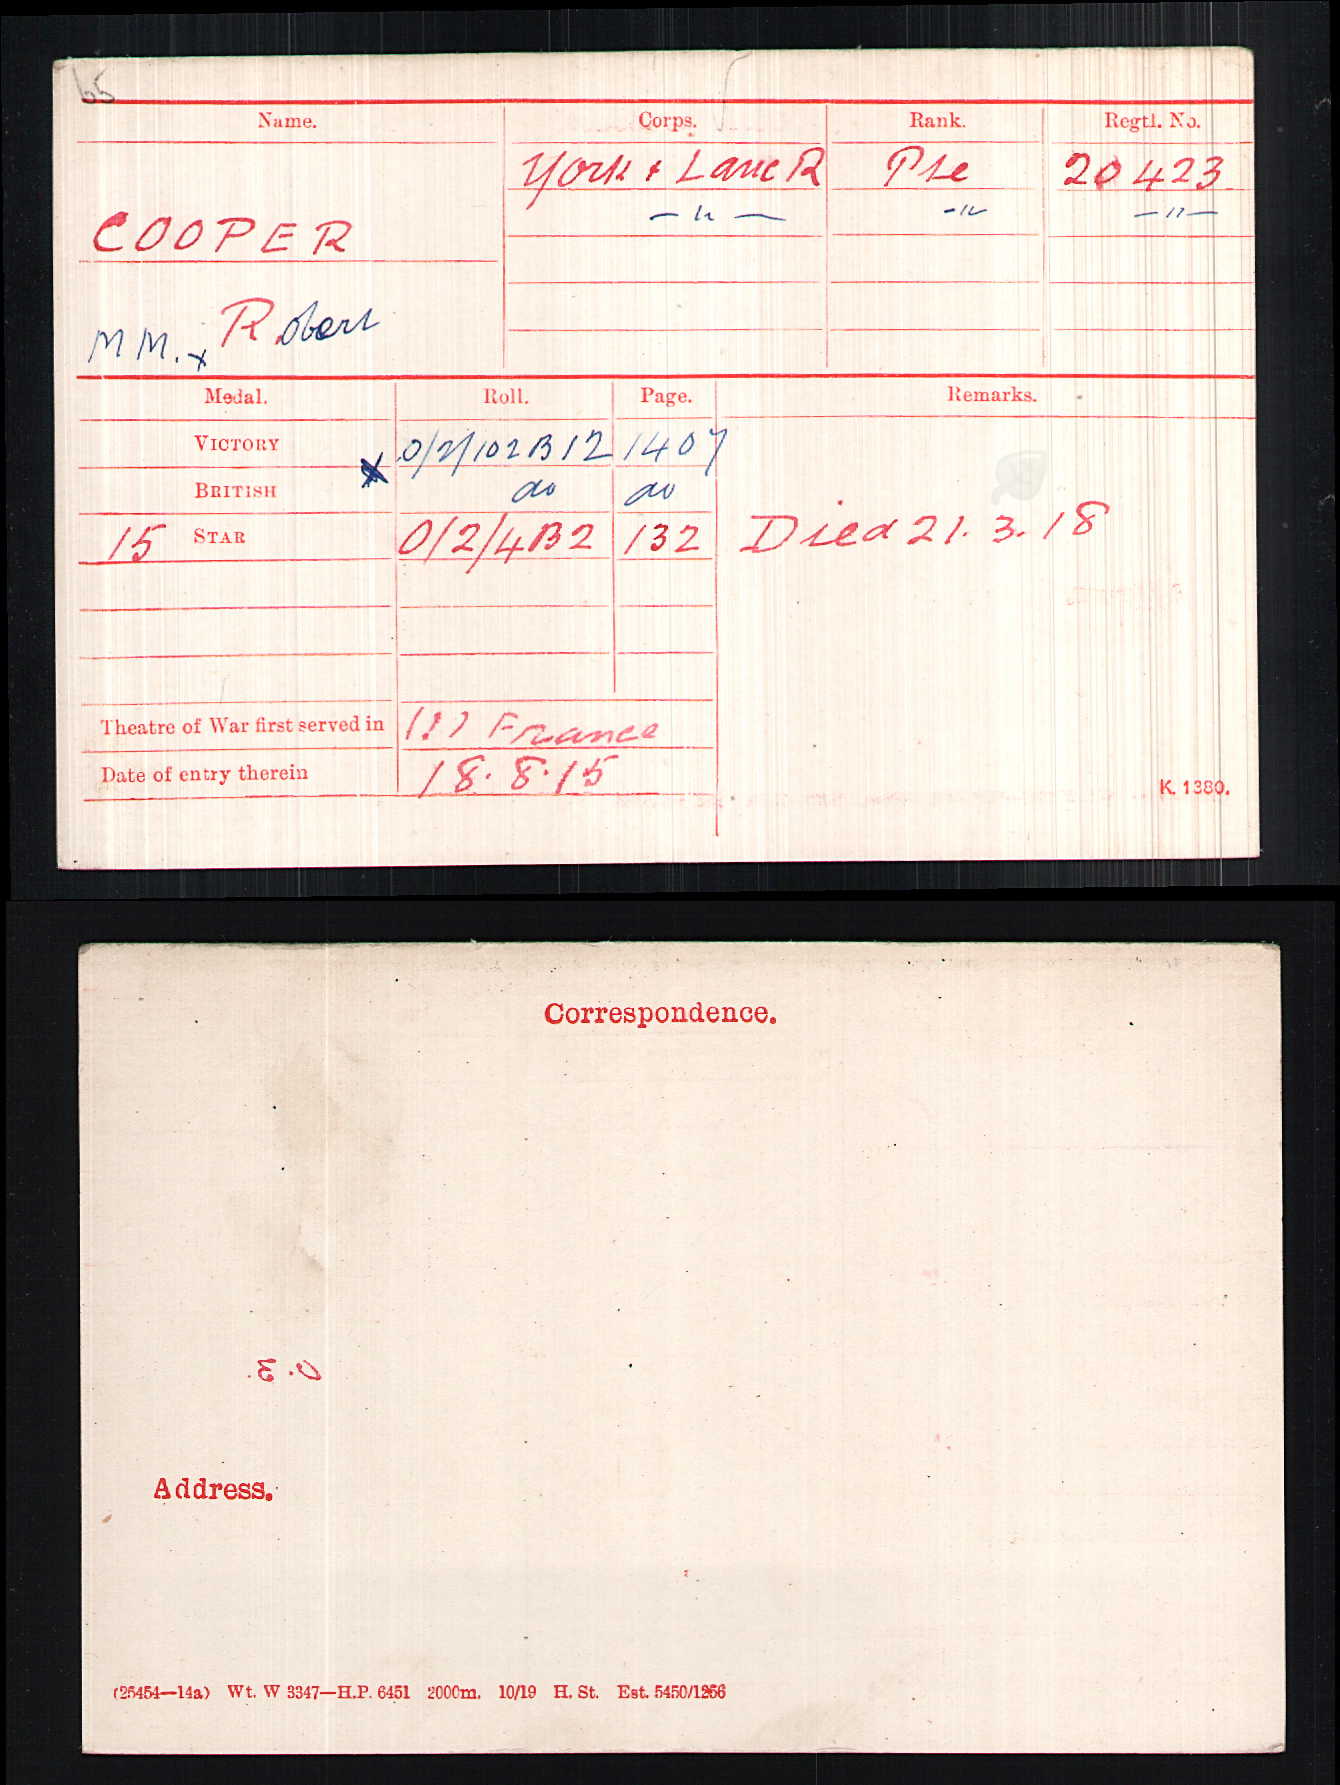 65
Name. Corps. Rank. Regtl. No.
York & Lanc R Pte 20423
— " — — " — " —
COOPER
MM. x Robert
Medal. Roll. Page. Remarks.
VICTORY O/2/102B12 1407
BRITISH do do
15 STAR O/2/4B2 132 Died 21.3.18
Theatre of War first served in (1) France
Date of entry therein 18.8.15
K. 1380.
Correspondence.
Address.
(25454—14a) Wt. W 3347—H.P. 6451 2000m. 10/19 H. St. Est. 5450/1256